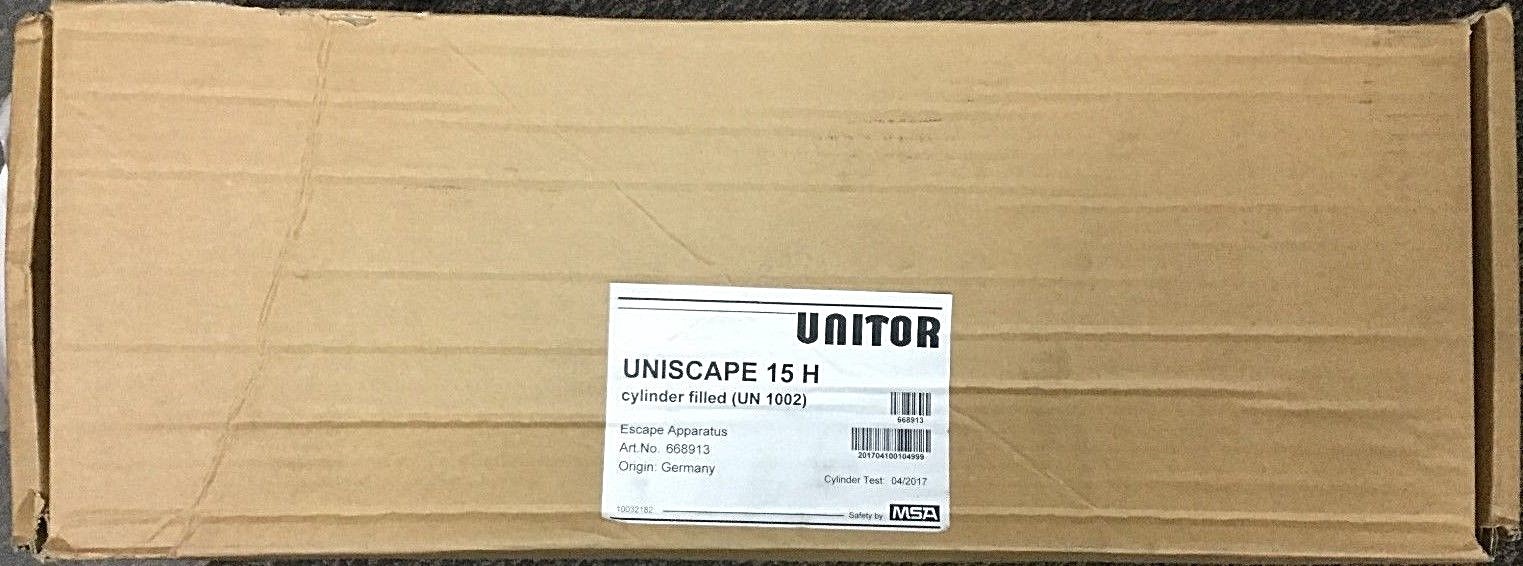 UNITOR
UNISCAPE 15 H
cylinder filled (UN 1002)
668913
Escape Apparatus
Art.No. 668913
201704100104999
Origin: Germany
Cylinder Test: 04/2017
10032182
Safety by MSA